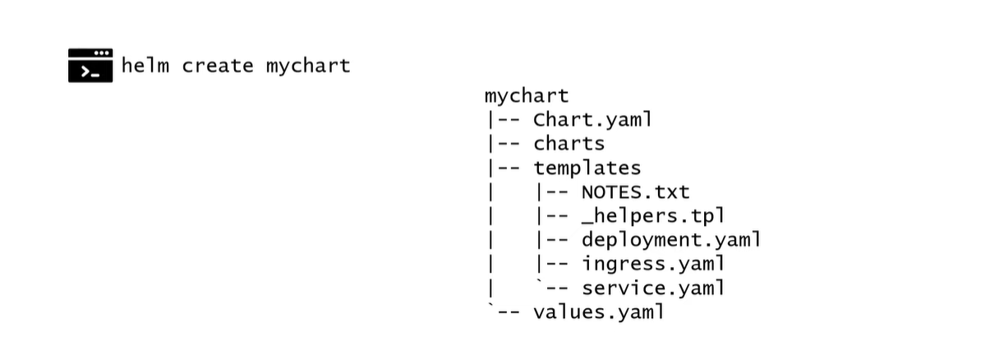 >_ helm create mychart
mychart
|-- Chart.yaml
|-- charts
|-- templates
|   |-- NOTES.txt
|   |-- _helpers.tpl
|   |-- deployment.yaml
|   |-- ingress.yaml
|   `-- service.yaml
`-- values.yaml